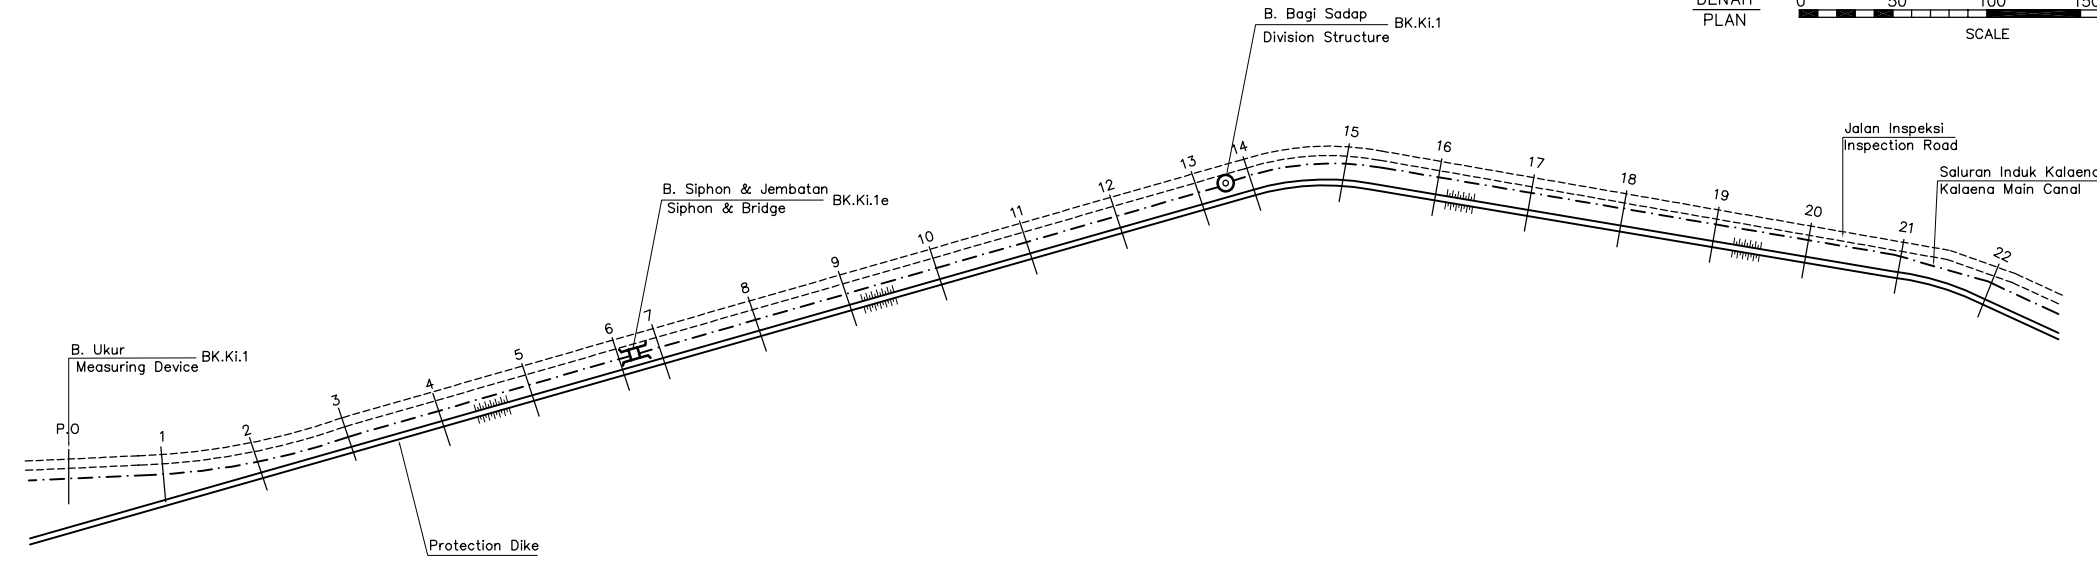 B. Bagi Sadap
BK.Ki.1
Division Structure
PLAN
0 50 100
SCALE
Jalan Inspeksi
Inspection Road
Saluran Induk
Kalaena Main Canal
B. Siphon & Jembatan
Siphon & Bridge
BK.Ki.1e
B. Ukur
Measuring Device
BK.Ki.1
P.O 1 2 3 4 5 6 7 8 9 10 11 12 13 14 15 16 17 18 19 20 21 22
Protection Dike